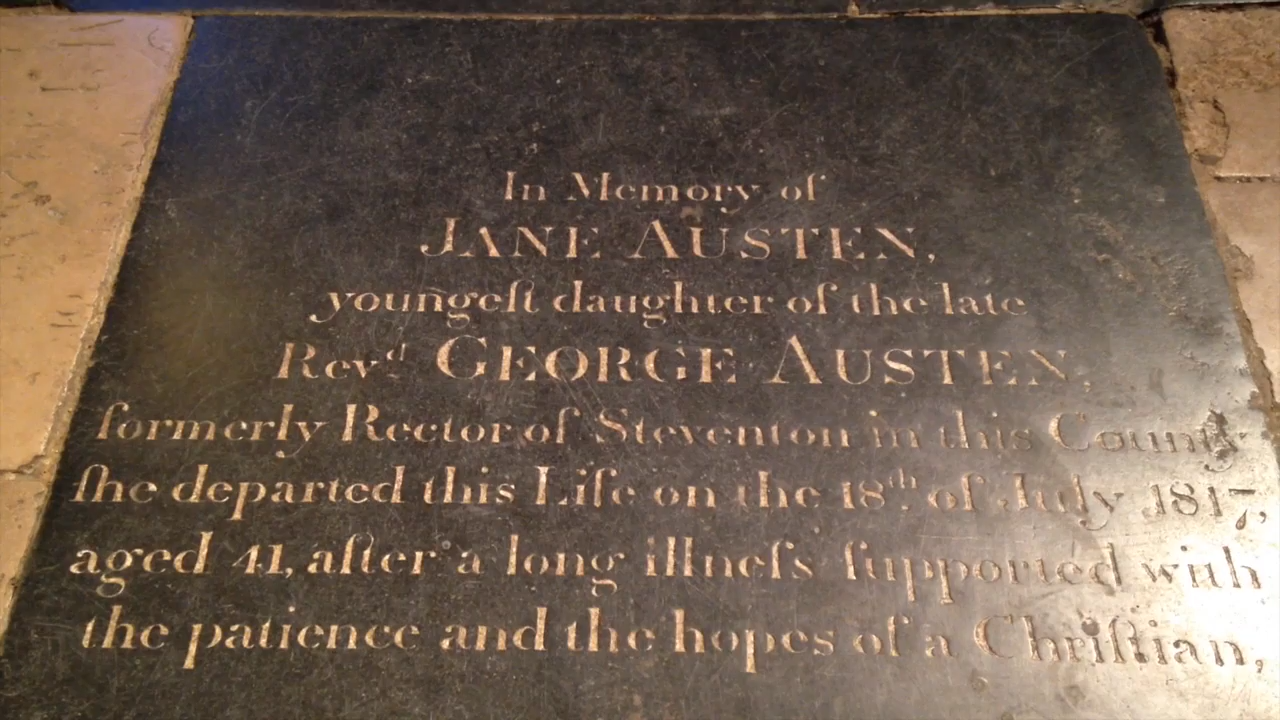 In Memory of
JANE AUSTEN,
youngeſt daughter of the late
Revᵈ GEORGE AUSTEN,
formerly Rector of Steventon in this County
ſhe departed this Life on the 18ᵗʰ of July 1817,
aged 41, after a long illneſs ſupported with
the patience and the hopes of a Chriſtian,